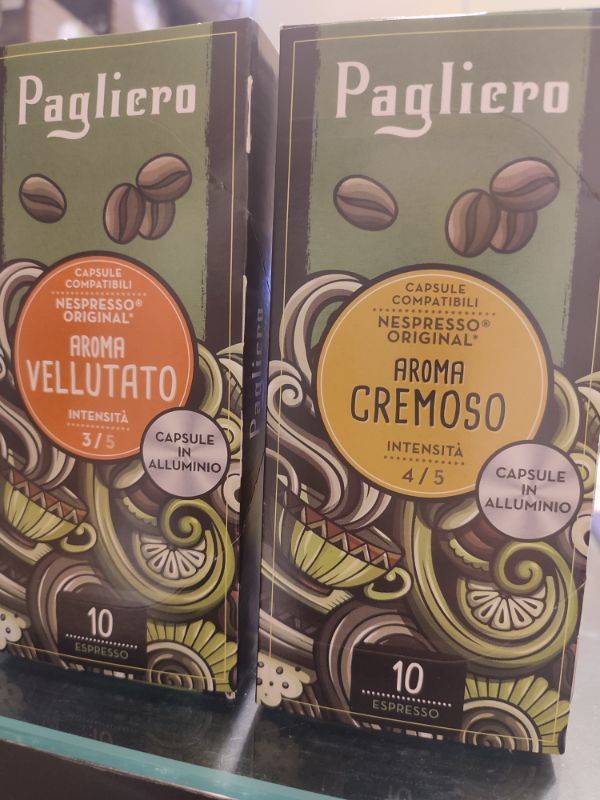 Pagliero
CAPSULE
COMPATIBILI
NESPRESSO®
ORIGINAL*
AROMA
VELLUTATO
INTENSITÀ
3/5
CAPSULE
IN
ALLUMINIO
10
ESPRESSO
Pagliero
Pagliero
CAPSULE
COMPATIBILI
NESPRESSO®
ORIGINAL*
AROMA
CREMOSO
INTENSITÀ
4/5
CAPSULE
IN
ALLUMINIO
10
ESPRESSO